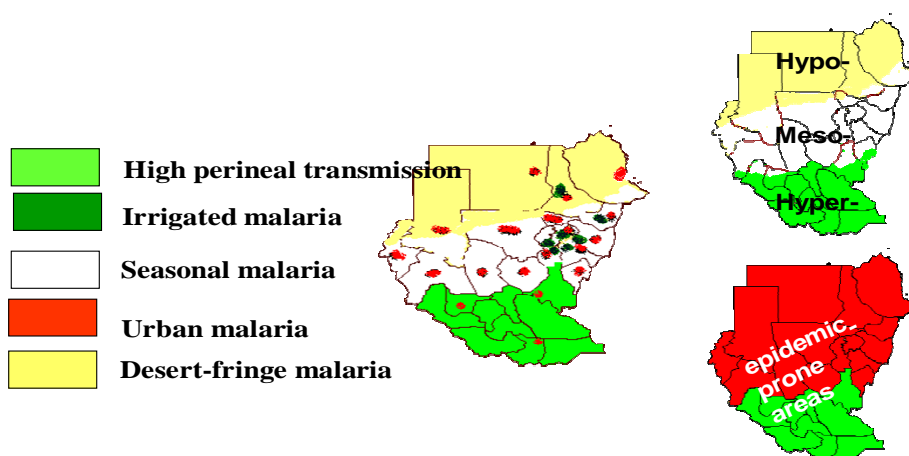 High perineal transmission
Irrigated malaria
Seasonal malaria
Urban malaria
Desert-fringe malaria
Hypo-
Meso-
Hyper-
epidemic-
prone
areas